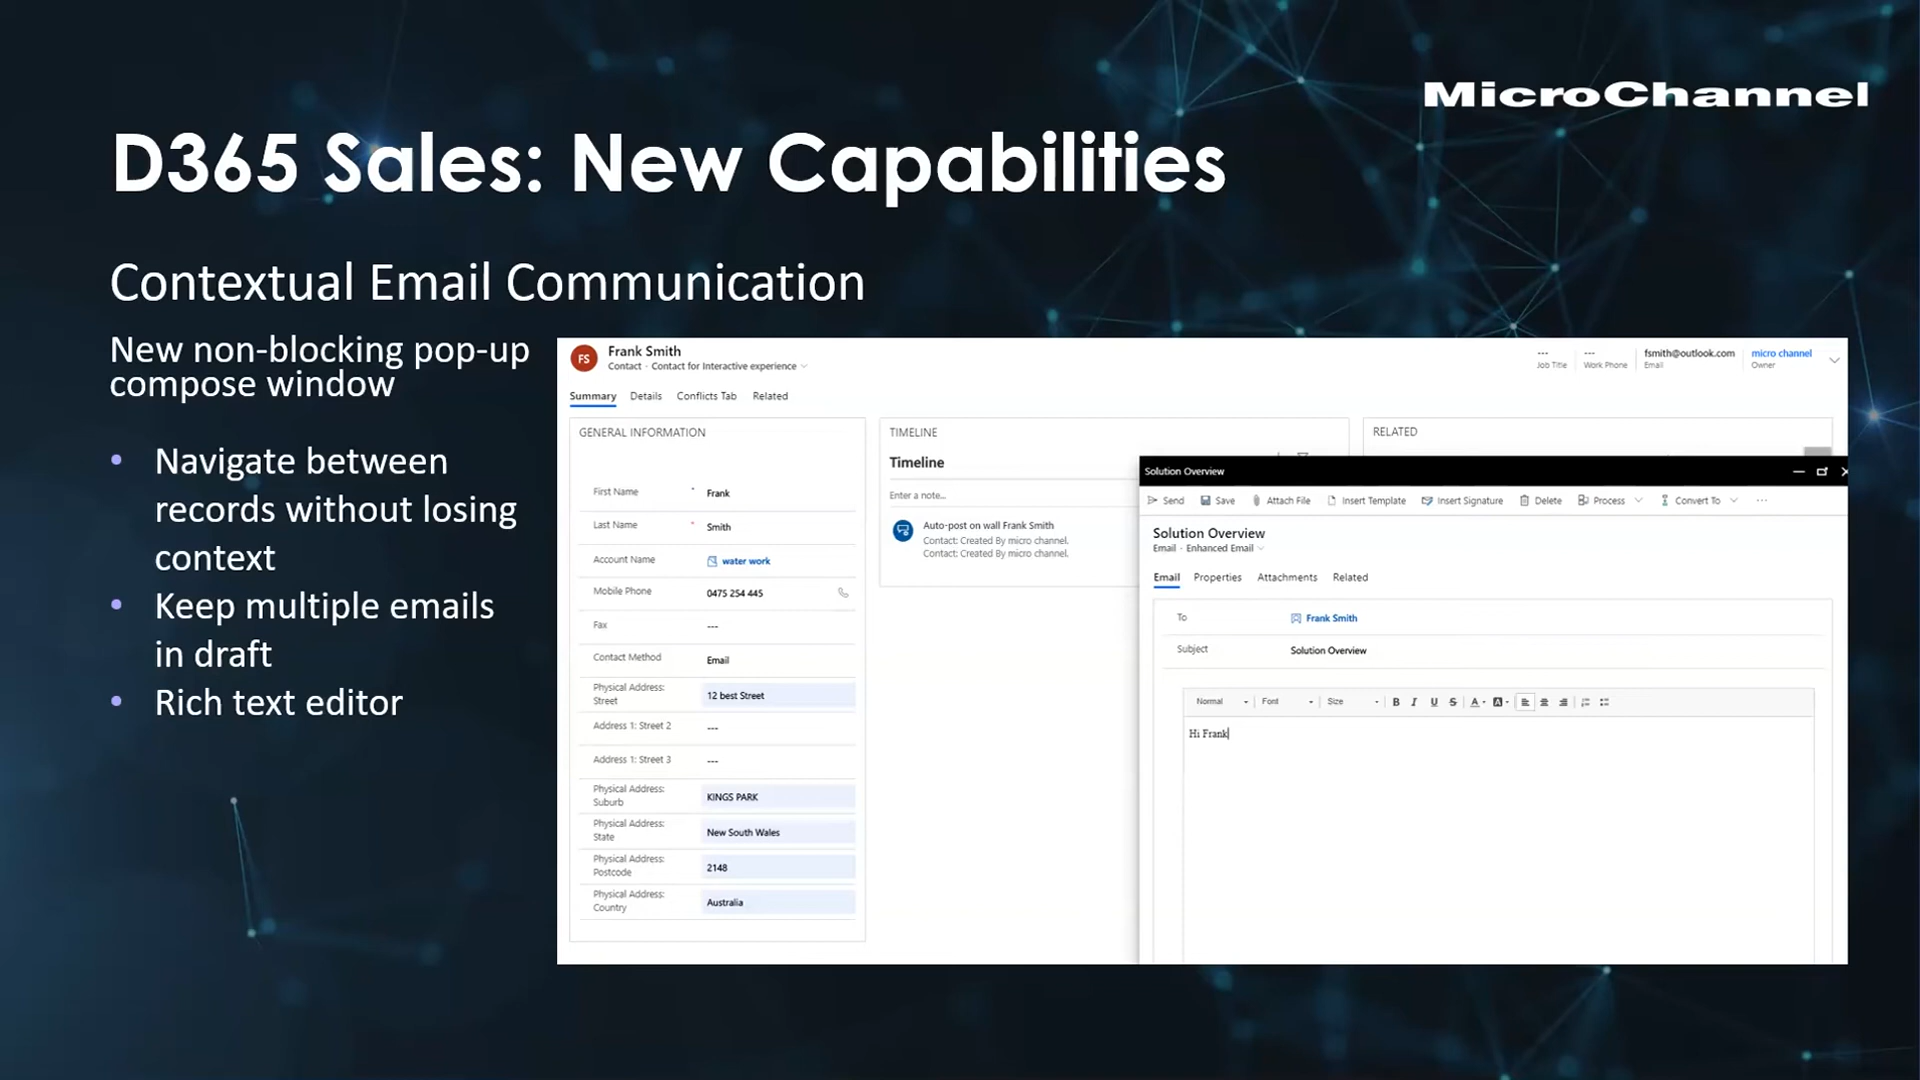 MicroChannel
D365 Sales: New Capabilities
Contextual Email Communication
New non-blocking pop-up
compose window
• Navigate between
records without losing
context
• Keep multiple emails
in draft
• Rich text editor
FS
Frank Smith
Contact · Contact for Interactive experience
--- Job Title
--- Work Phone
fsmith@outlook.com
Email
micro channel
Owner
Summary Details Conflicts Tab Related
GENERAL INFORMATION
First Name * Frank
Last Name * Smith
Account Name water work
Mobile Phone 0475 254 445
Fax ---
Contact Method Email
Physical Address:
Street
12 best Street
Address 1: Street 2 ---
Address 1: Street 3 ---
Physical Address:
Suburb
KINGS PARK
Physical Address:
State
New South Wales
Physical Address:
Postcode
2148
Physical Address:
Country
Australia
TIMELINE
Timeline
Enter a note...
Auto-post on wall Frank Smith
Contact: Created By micro channel.
Contact: Created By micro channel.
RELATED
Solution Overview
Send Save Attach File Insert Template Insert Signature Delete Process Convert To ...
Solution Overview
Email · Enhanced Email
Email Properties Attachments Related
To Frank Smith
Subject Solution Overview
Normal Font Size B I U S A A
Hi Frank